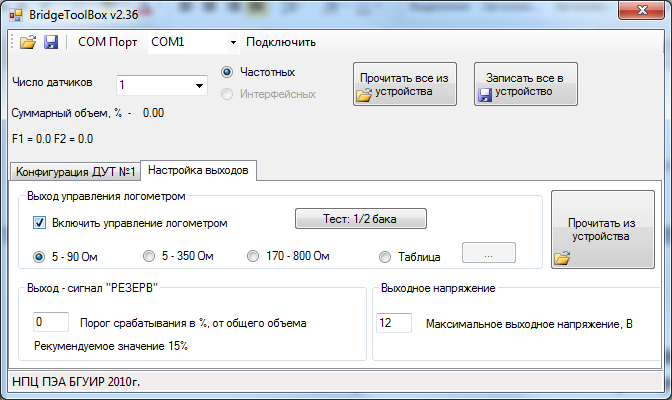 BridgeToolBox v2.36
COM Порт COM1 Подключить
Число датчиков 1
Частотных
Интерфейсных
Прочитать все из
устройства
Записать все в
устройство
Суммарный объем, % - 0.00
F1 = 0.0 F2 = 0.0
Конфигурация ДУТ №1 Настройка выходов
Выход управления логометром
Включить управление логометром
Тест: 1/2 бака
5 - 90 Ом 5 - 350 Ом 170 - 800 Ом Таблица ...
Прочитать из
устройства
Выход - сигнал "РЕЗЕРВ"
0 Порог срабатывания в %, от общего объема
Рекомендуемое значение 15%
Выходное напряжение
12 Максимальное выходное напряжение, В
НПЦ ПЭА БГУИР 2010г.